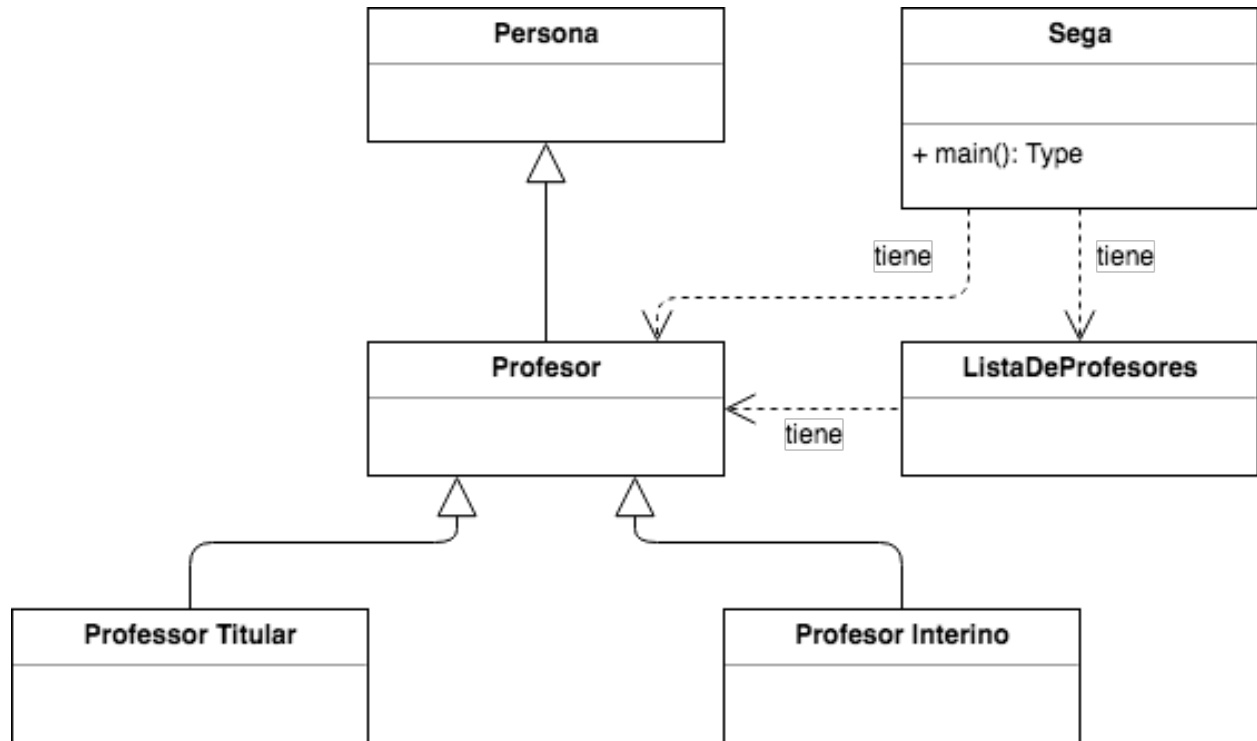 Persona
Sega
+ main(): Type
tiene
tiene
Profesor
ListaDeProfesores
tiene
Professor Titular
Profesor Interino